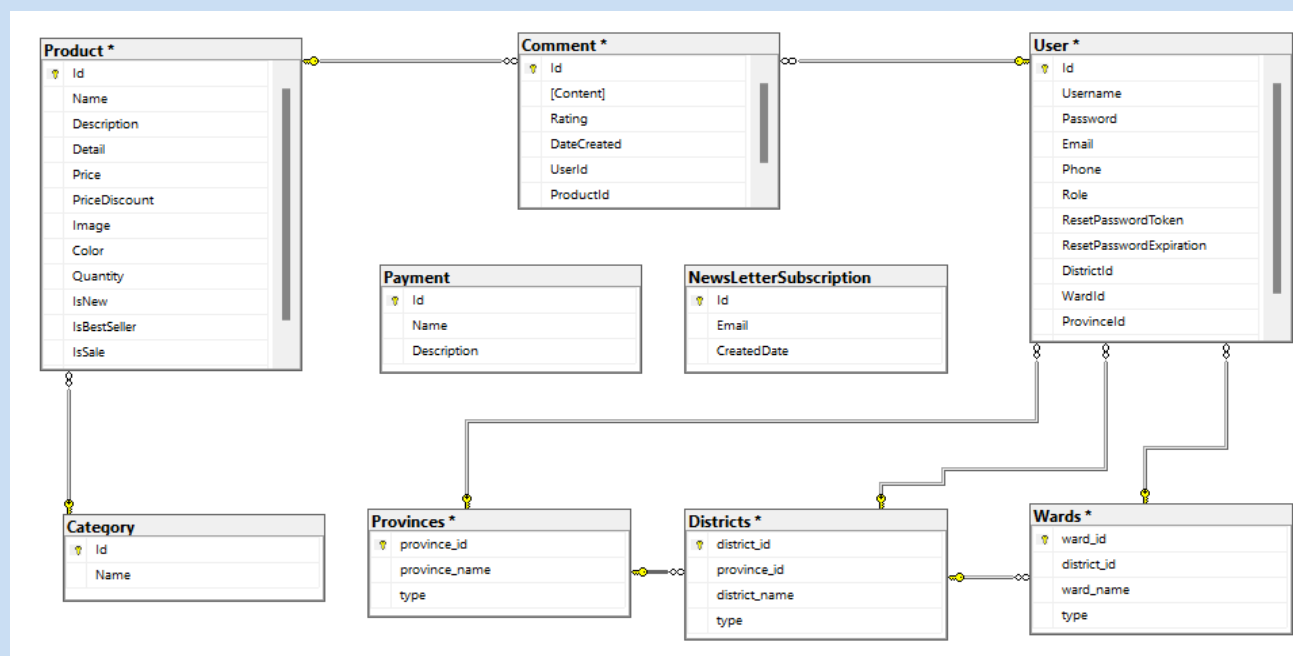 Product *
Id
Name
Description
Detail
Price
PriceDiscount
Image
Color
Quantity
IsNew
IsBestSeller
IsSale
Comment *
Id
[Content]
Rating
DateCreated
UserId
ProductId
User *
Id
Username
Password
Email
Phone
Role
ResetPasswordToken
ResetPasswordExpiration
DistrictId
WardId
ProvinceId
Payment
Id
Name
Description
NewsLetterSubscription
Id
Email
CreatedDate
Category
Id
Name
Provinces *
province_id
province_name
type
Districts *
district_id
province_id
district_name
type
Wards *
ward_id
district_id
ward_name
type